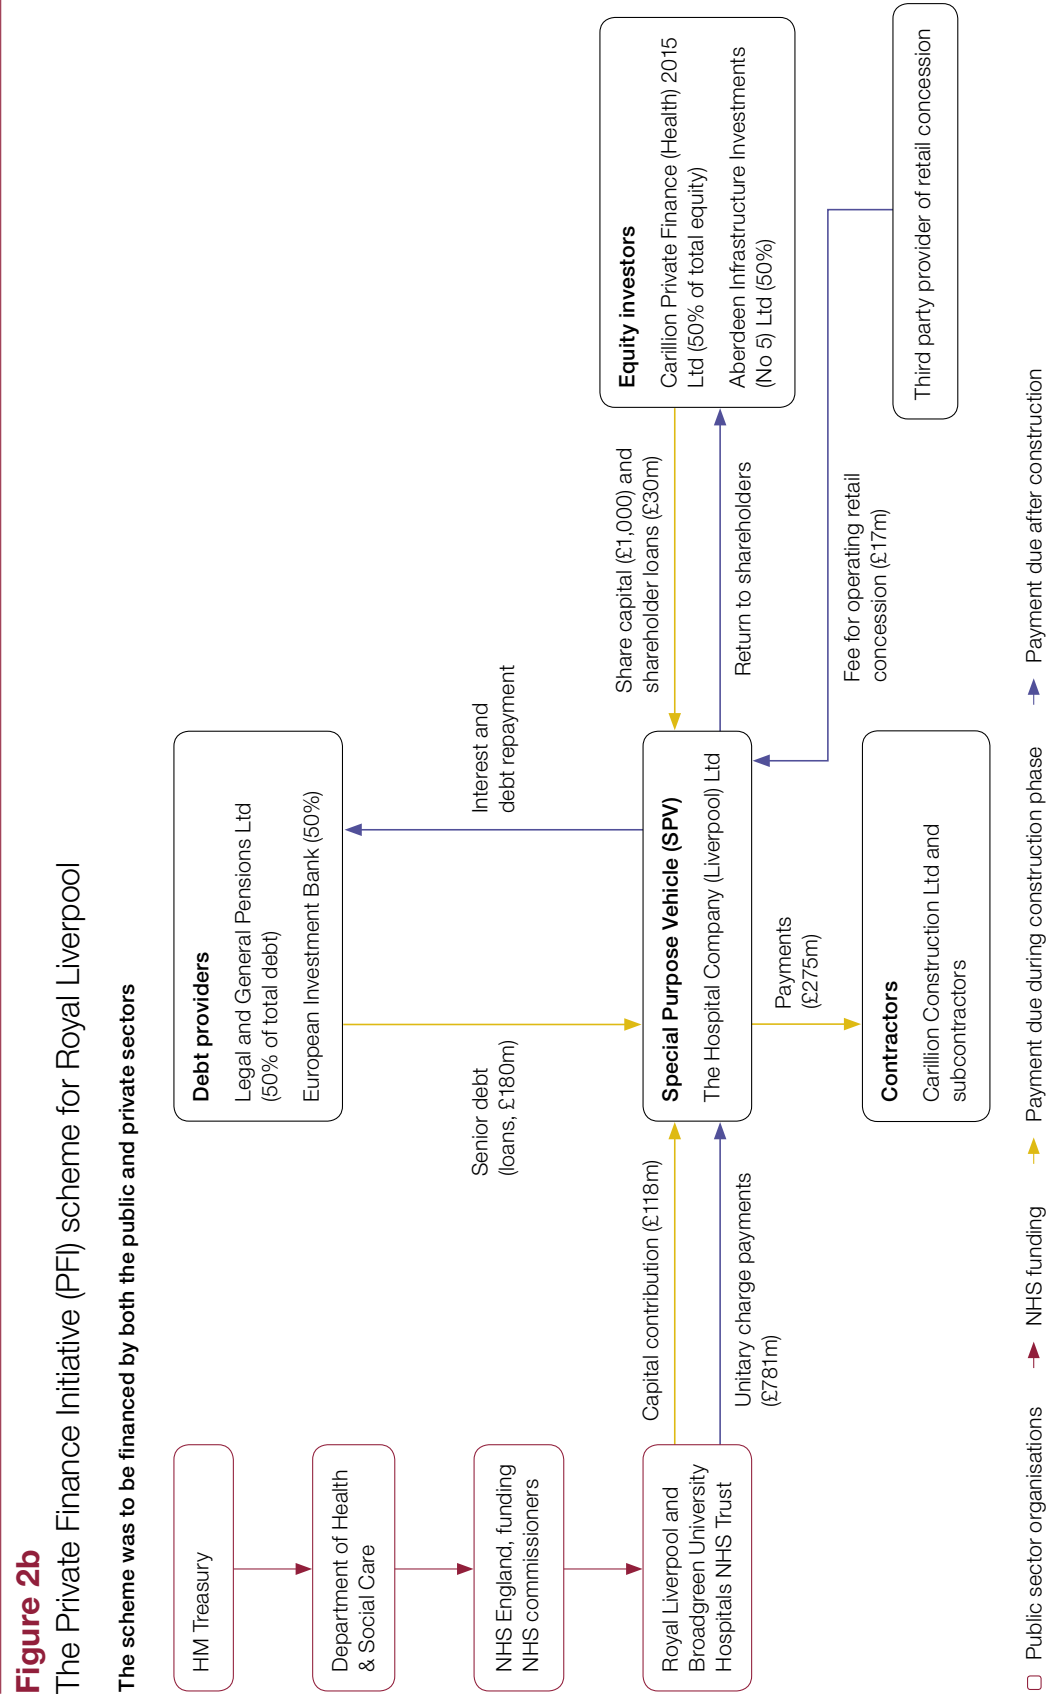 Figure 2b
The Private Finance Initiative (PFI) scheme for Royal Liverpool
The scheme was to be financed by both the public and private sectors
HM Treasury
Department of Health
& Social Care
NHS England, funding
NHS commissioners
Royal Liverpool and
Broadgreen University
Hospitals NHS Trust
Capital contribution (£118m)
Unitary charge payments
(£781m)
Debt providers
Legal and General Pensions Ltd
(50% of total debt)
European Investment Bank (50%)
Senior debt
(loans, £180m)
Interest and
debt repayment
Special Purpose Vehicle (SPV)
The Hospital Company (Liverpool) Ltd
Payments
(£275m)
Contractors
Carillion Construction Ltd and
subcontractors
Share capital (£1,000) and
shareholder loans (£30m)
Return to shareholders
Fee for operating retail
concession (£17m)
Equity investors
Carillion Private Finance (Health) 2015
Ltd (50% of total equity)
Aberdeen Infrastructure Investments
(No 5) Ltd (50%)
Third party provider of retail concession
Public sector organisations
NHS funding
Payment due during construction phase
Payment due after construction